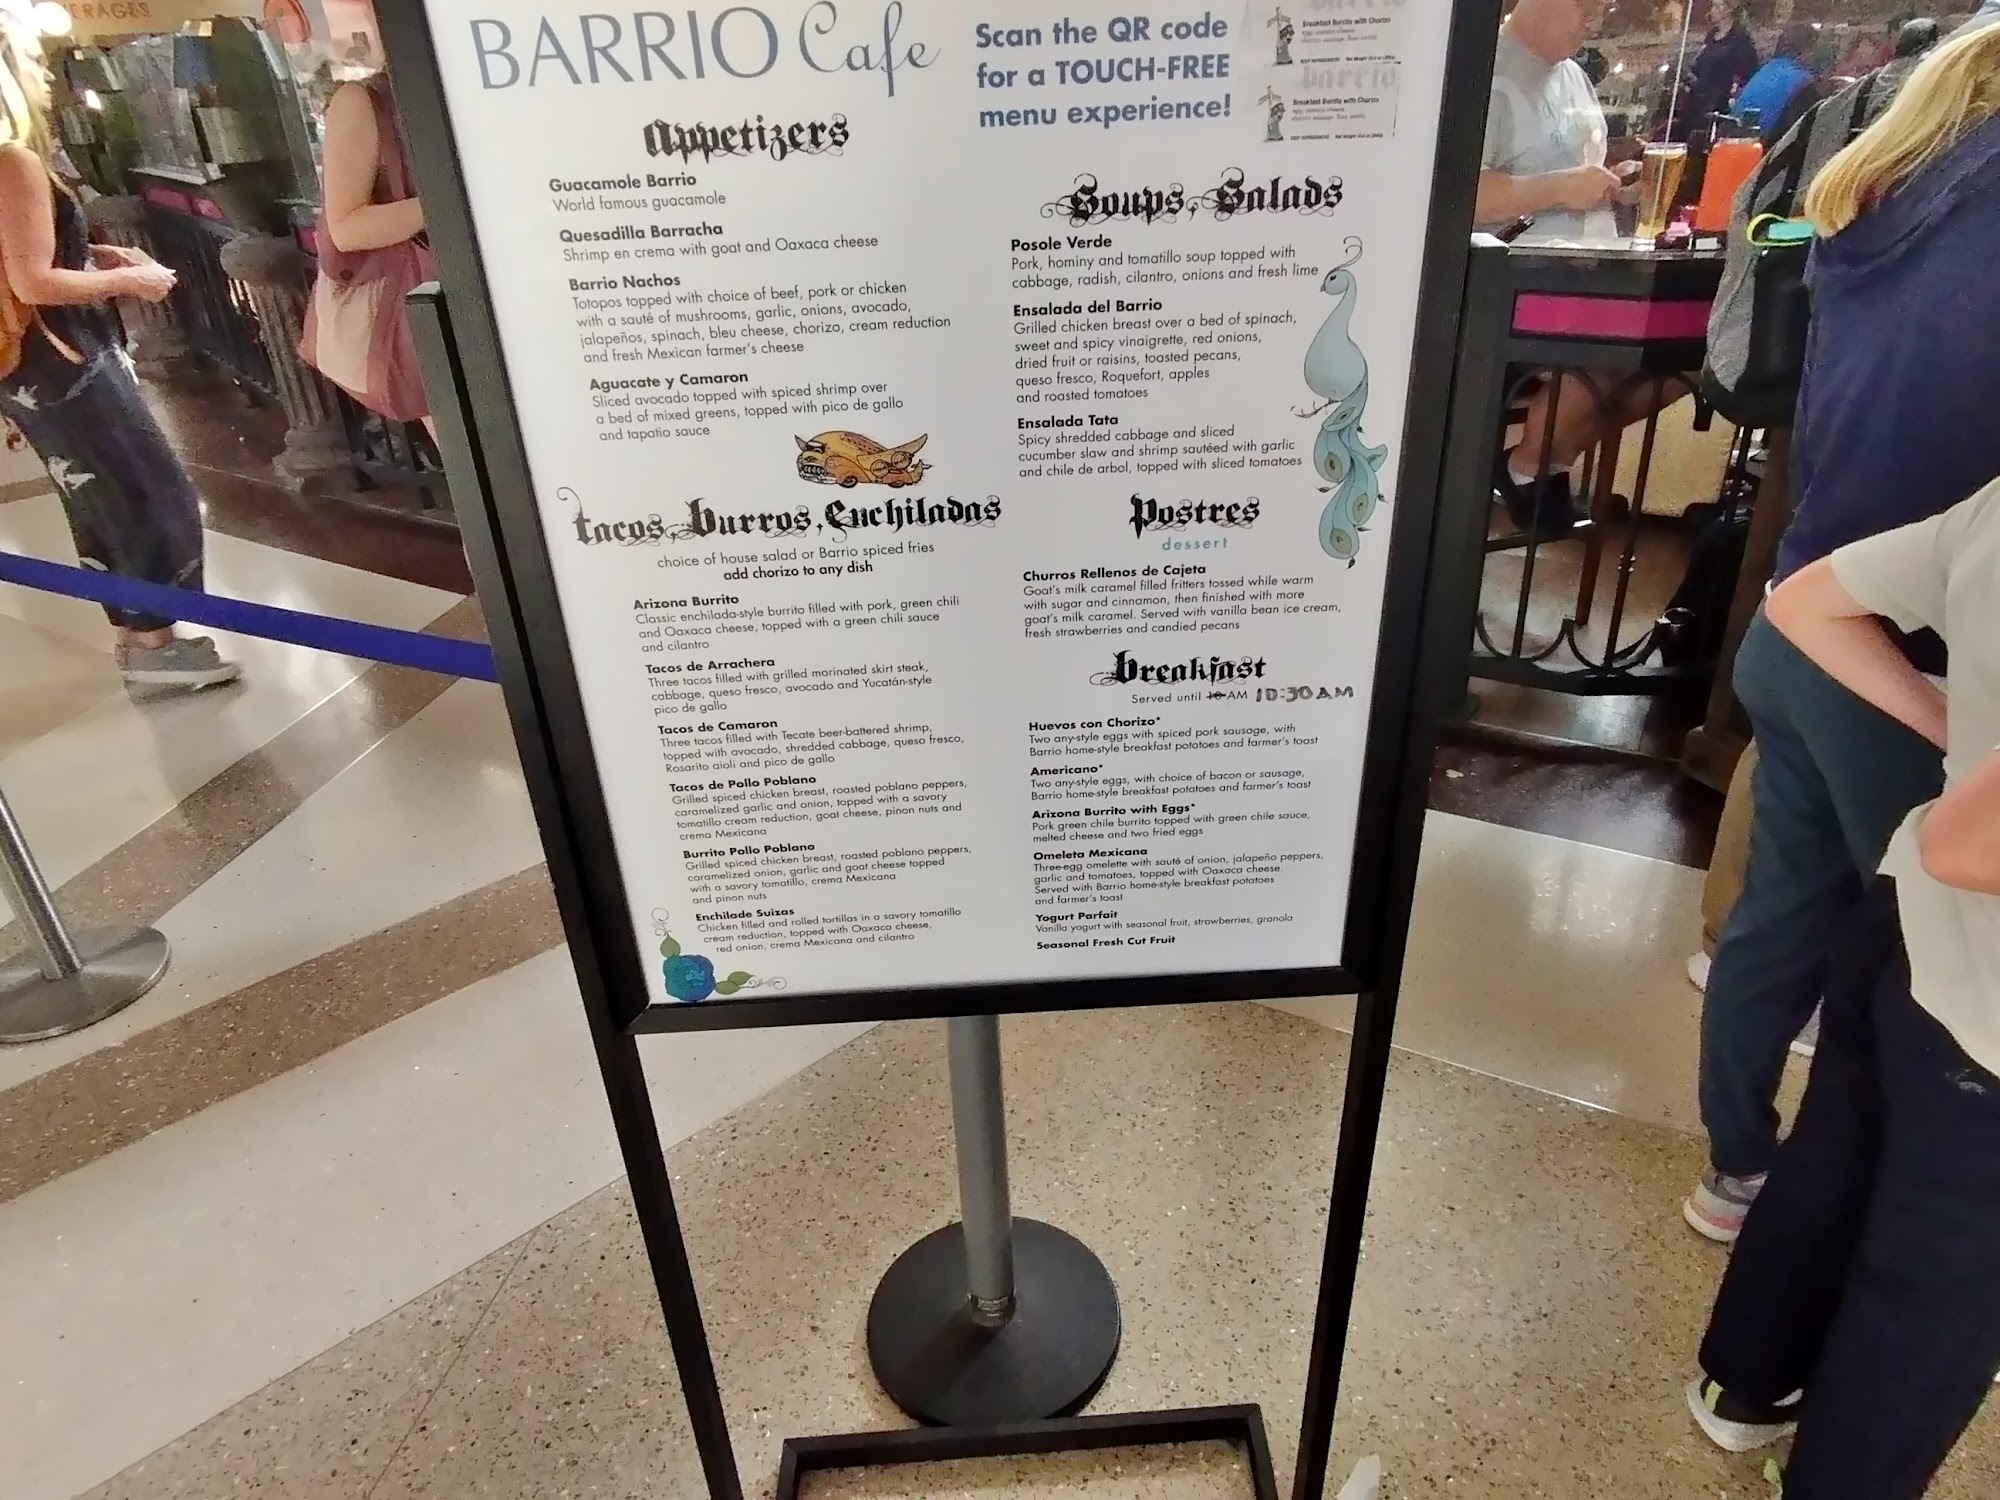 ERAGES
BARRIO Cafe
Scan the QR code
for a TOUCH-FREE
menu experience!
barrio
Breakfast Burrito with Chorizo
KEEP REFRIGERATED
barrio
Breakfast Burrito with Chorizo
KEEP REFRIGERATED
Appetizers
Guacamole Barrio
World famous guacamole
Quesadilla Barracha
Shrimp en crema with goat and Oaxaca cheese
Barrio Nachos
Totopos topped with choice of beef, pork or chicken
with a sauté of mushrooms, garlic, onions, avocado,
jalapeños, spinach, bleu cheese, chorizo, cream reduction
and fresh Mexican farmer's cheese
Aguacate y Camaron
Sliced avocado topped with spiced shrimp over
a bed of mixed greens, topped with pico de gallo
and tapatio sauce
Tacos, Burros, Enchiladas
choice of house salad or Barrio spiced fries
add chorizo to any dish
Arizona Burrito
Classic enchilada-style burrito filled with pork, green chili
and Oaxaca cheese, topped with a green chili sauce
and cilantro
Tacos de Arrachera
Three tacos filled with grilled marinated skirt steak,
cabbage, queso fresco, avocado and Yucatán-style
pico de gallo
Tacos de Camaron
Three tacos filled with Tecate beer-battered shrimp,
topped with avocado, shredded cabbage, queso fresco,
Rosarito aioli and pico de gallo
Tacos de Pollo Poblano
Grilled spiced chicken breast, roasted poblano peppers,
caramelized garlic and onion, topped with a savory
tomatillo cream reduction, goat cheese, pinon nuts and
crema Mexicana
Burrito Pollo Poblano
Grilled spiced chicken breast, roasted poblano peppers,
caramelized onion, garlic and goat cheese topped
with a savory tomatillo, crema Mexicana
and pinon nuts
Enchilade Suizas
Chicken filled and rolled tortillas in a savory tomatillo
cream reduction, topped with Oaxaca cheese,
red onion, crema Mexicana and cilantro
Soups, Salads
Posole Verde
Pork, hominy and tomatillo soup topped with
cabbage, radish, cilantro, onions and fresh lime
Ensalada del Barrio
Grilled chicken breast over a bed of spinach,
sweet and spicy vinaigrette, red onions,
dried fruit or raisins, toasted pecans,
queso fresco, Roquefort, apples
and roasted tomatoes
Ensalada Tata
Spicy shredded cabbage and sliced
cucumber slaw and shrimp sautéed with garlic
and chile de arbol, topped with sliced tomatoes
Postres
dessert
Churros Rellenos de Cajeta
Goat's milk caramel filled fritters tossed while warm
with sugar and cinnamon, then finished with more
goat's milk caramel. Served with vanilla bean ice cream,
fresh strawberries and candied pecans
Breakfast
Served until 10 AM 10:30AM
Huevos con Chorizo*
Two any-style eggs with spiced pork sausage, with
Barrio home-style breakfast potatoes and farmer's toast
Americano*
Two any-style eggs, with choice of bacon or sausage,
Barrio home-style breakfast potatoes and farmer's toast
Arizona Burrito with Eggs*
Pork green chile burrito topped with green chile sauce,
melted cheese and two fried eggs
Omeleta Mexicana
Three-egg omelette with sauté of onion, jalapeño peppers,
garlic and tomatoes, topped with Oaxaca cheese.
Served with Barrio home-style breakfast potatoes
and farmer's toast
Yogurt Parfait
Vanilla yogurt with seasonal fruit, strawberries, granola
Seasonal Fresh Cut Fruit